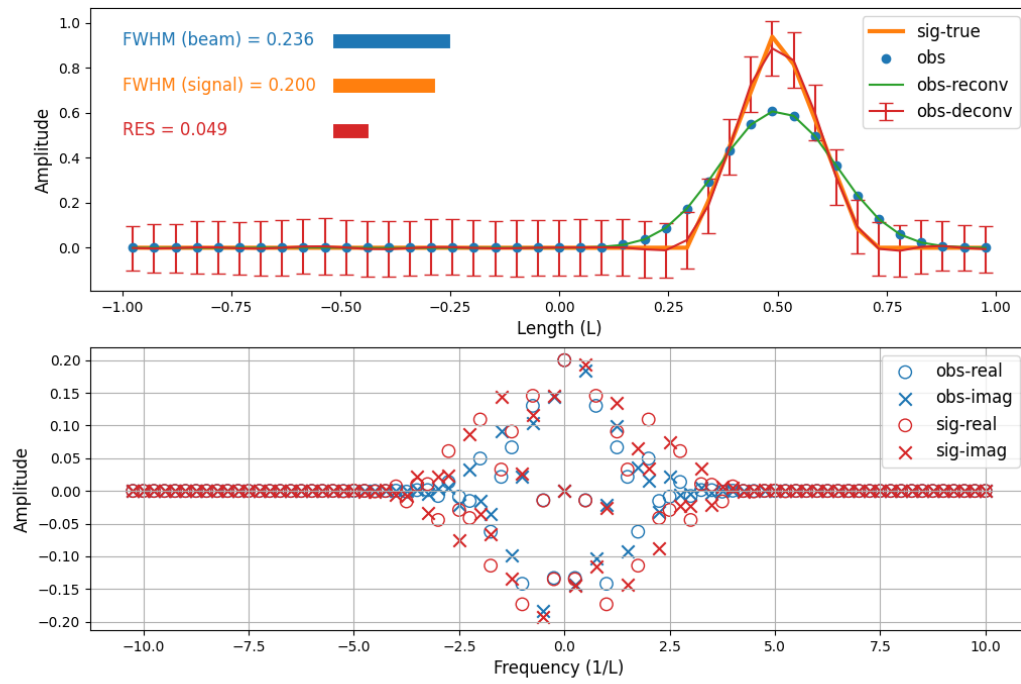 FWHM (beam) = 0.236
FWHM (signal) = 0.200
RES = 0.049
sig-true
obs
obs-reconv
obs-deconv
Amplitude
1.0
0.8
0.6
0.4
0.2
0.0
−1.00 −0.75 −0.50 −0.25 0.00 0.25 0.50 0.75 1.00
Length (L)
obs-real
obs-imag
sig-real
sig-imag
Amplitude
0.20
0.15
0.10
0.05
0.00
−0.05
−0.10
−0.15
−0.20
−10.0 −7.5 −5.0 −2.5 0.0 2.5 5.0 7.5 10.0
Frequency (1/L)